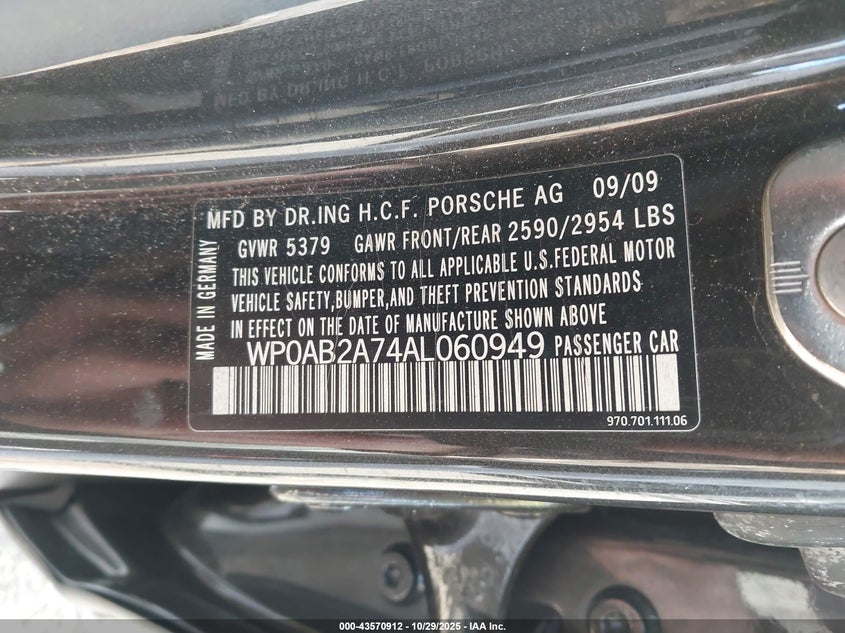 MFD BY DR.ING H.C.F. PORSCHE AG 09/09
GVWR 5379 GAWR FRONT/REAR 2590/2954 LBS
THIS VEHICLE CONFORMS TO ALL APPLICABLE U.S.FEDERAL MOTOR
VEHICLE SAFETY,BUMPER,AND THEFT PREVENTION STANDARDS
IN EFFECT ON THE DATE OF MANUFACTURE SHOWN ABOVE
WP0AB2A74AL060949 PASSENGER CAR
MADE IN GERMANY
970.701.111.06
000-43570912 - 10/29/2025 - IAA Inc.